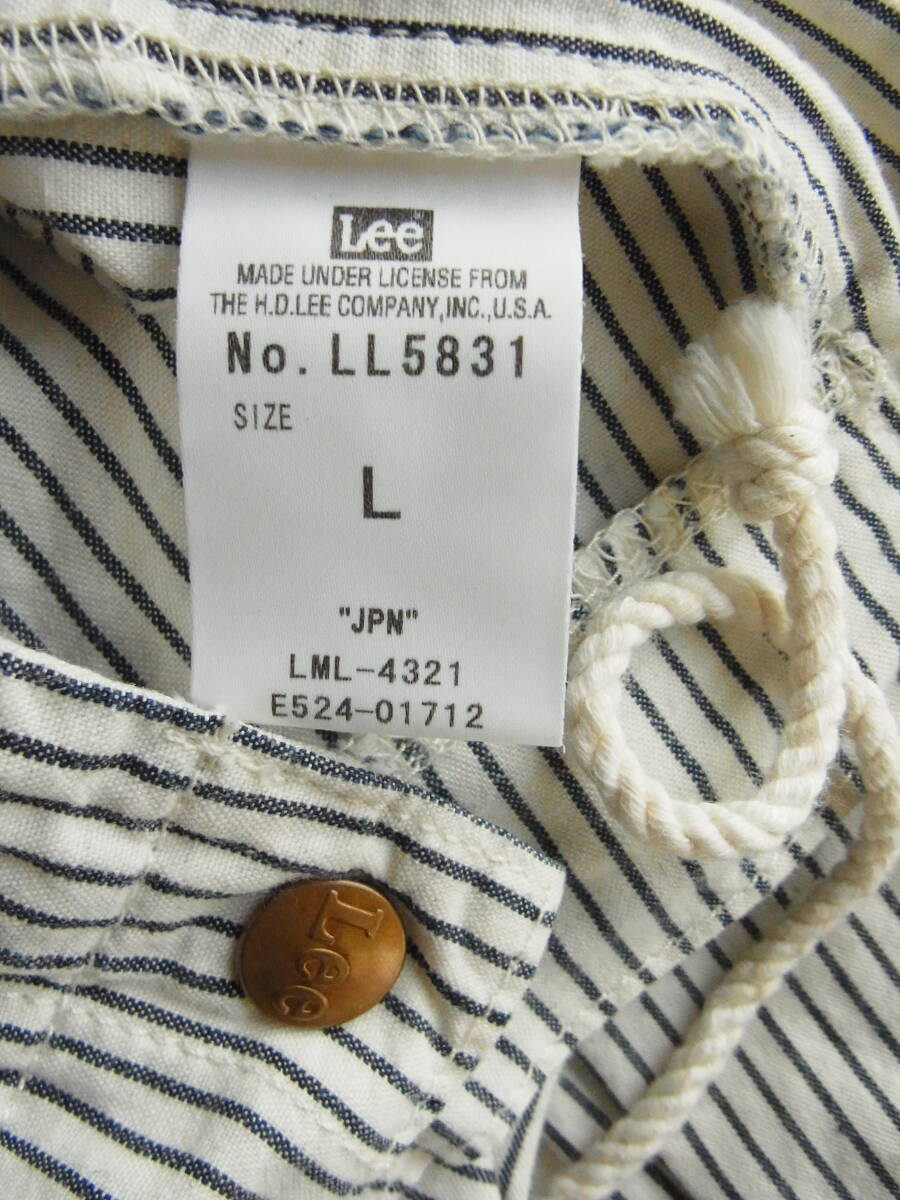 Lee
MADE UNDER LICENSE FROM
THE H.D.LEE COMPANY,INC.,U.S.A.
No. LL5831
SIZE
L
"JPN"
LML-4321
E524-01712
Lee